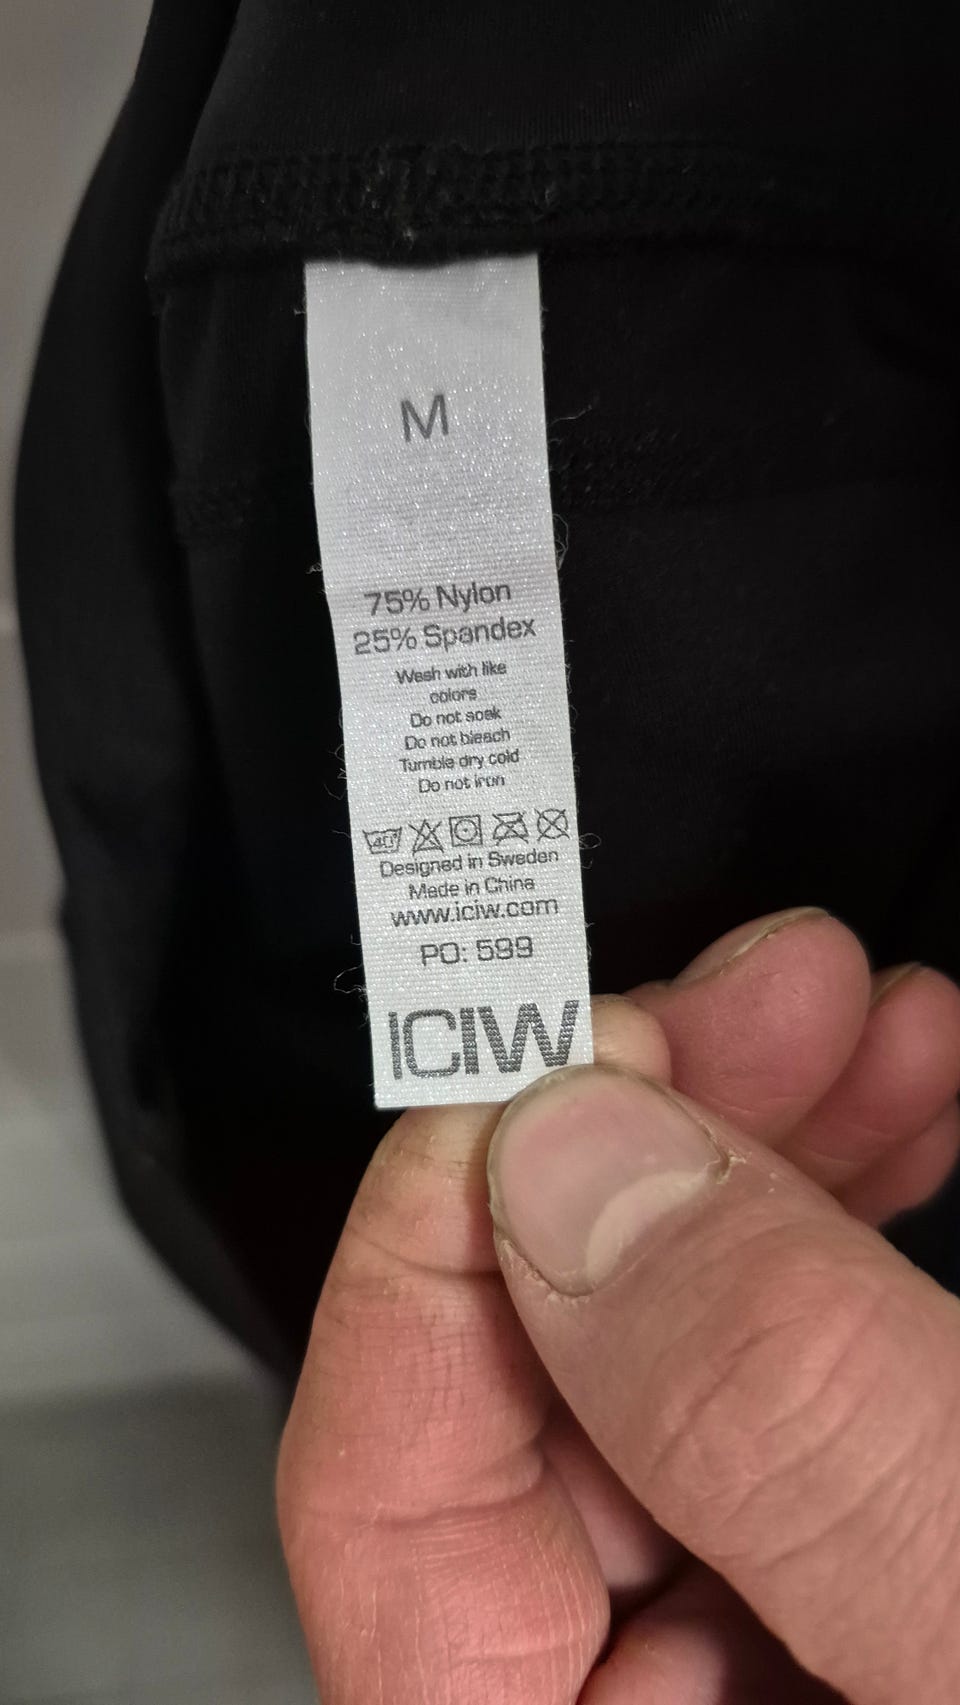 M
75% Nylon
25% Spandex
Wash with like
colors
Do not soak
Do not bleach
Tumble dry cold
Do not iron
40°
Designed in Sweden
Made in China
www.iciw.com
PO: 599
ICIW